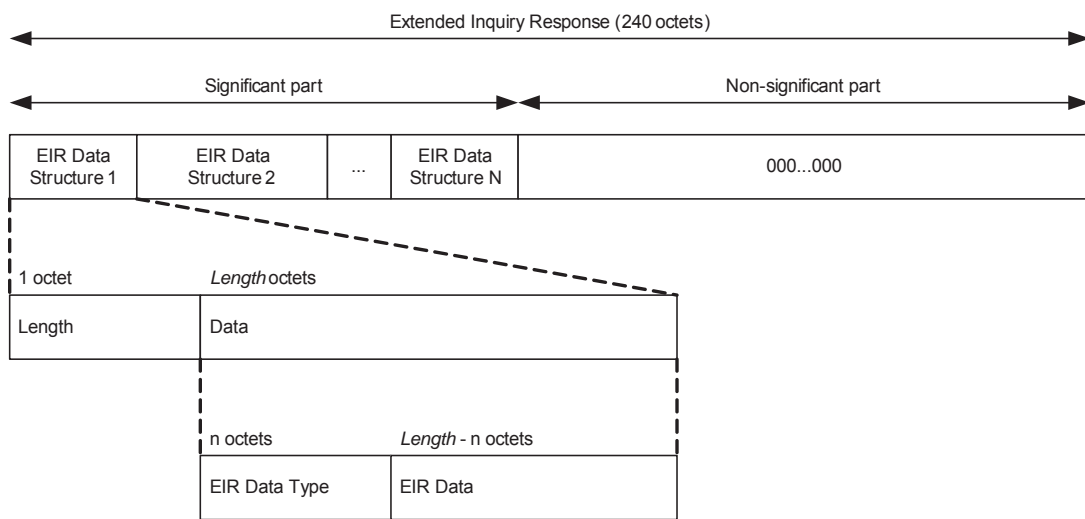 Extended Inquiry Response (240 octets)
Significant part
Non-significant part
EIR Data
Structure 1
EIR Data
Structure 2
...
EIR Data
Structure N
000...000
1 octet
Length octets
Length
Data
n octets
Length - n octets
EIR Data Type
EIR Data